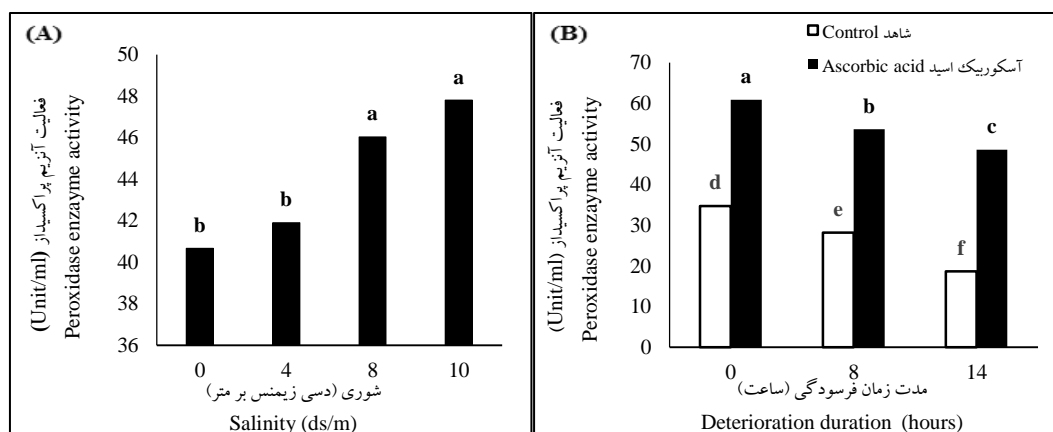 (A)
50
48
46
44
42
40
38
36
b
b
a
a
0
4
8
10
فعالیت آنزیم پراکسیداز (Unit/ml)
Peroxidase enzayme activity
شوری (دسی زیمنس بر متر)
Salinity (ds/m)
(B)
شاهد Control
آسکوربیک اسید Ascorbic acid
70
60
50
40
30
20
10
0
d
a
e
b
f
c
0
8
14
فعالیت آنزیم پراکسیداز (Unit/ml)
Peroxidase enzayme activity
مدت زمان فرسودگی (ساعت)
Deterioration duration (hours)